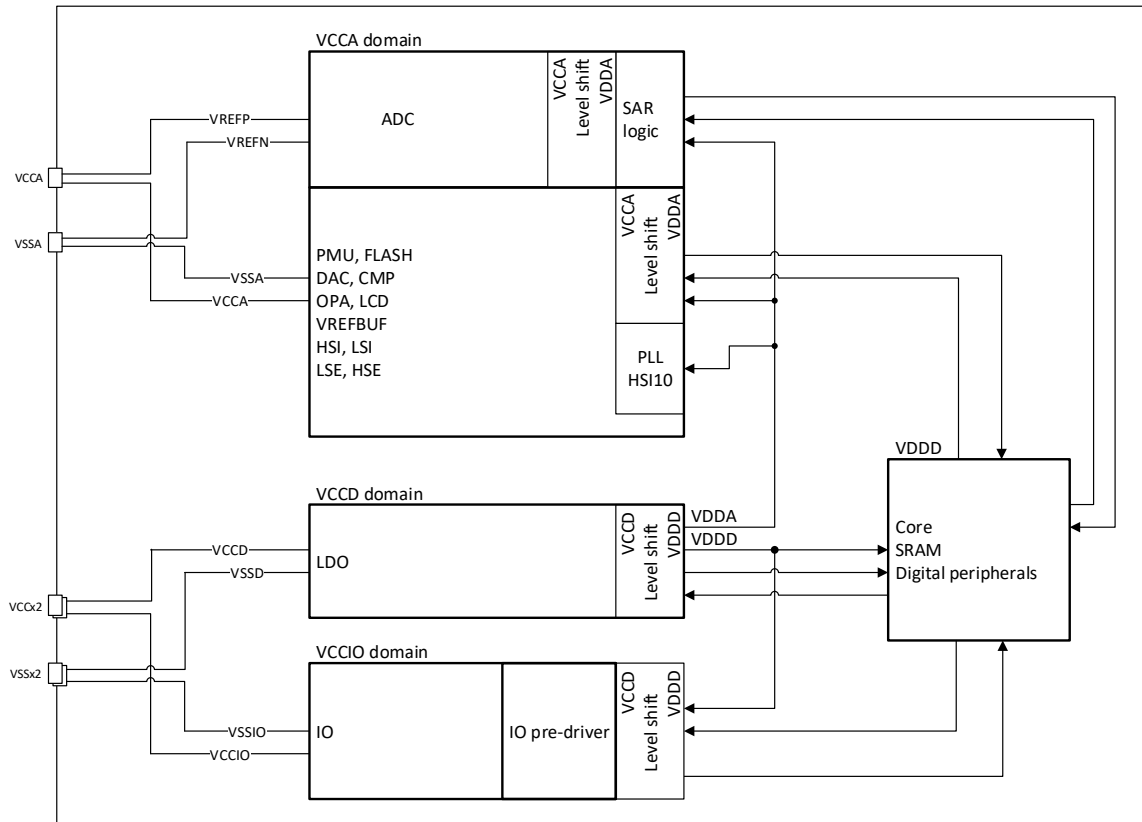 VCCA domain
ADC
VCCA
Level shift
VDDA
SAR
logic
VREFP
VREFN
VCCA
VSSA
VSSA
VCCA
PMU, FLASH
DAC, CMP
OPA, LCD
VREFBUF
HSI, LSI
LSE, HSE
VCCA
Level shift
VDDA
PLL
HSI10
VDDD
Core
SRAM
Digital peripherals
VCCD domain
VCCD
VSSD
LDO
VCCD
Level shift
VDDD
VDDA
VDDD
VCCx2
VSSx2
VCCIO domain
VSSIO
VCCIO
IO
IO pre-driver
VCCD
Level shift
VDDD